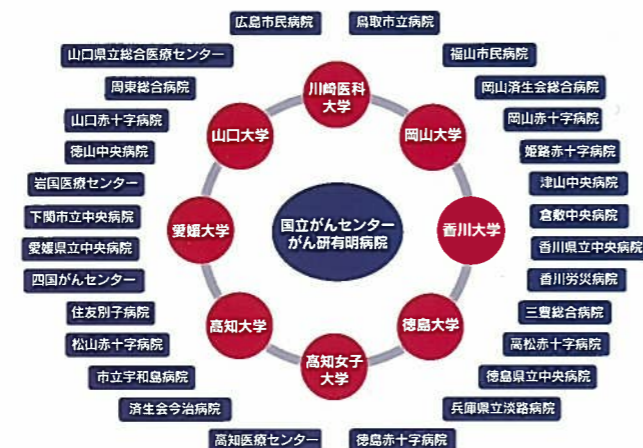 広島市民病院
鳥取市立病院
山口県立総合医療センター
福山市民病院
周東総合病院
岡山済生会総合病院
山口赤十字病院
岡山赤十字病院
徳山中央病院
姫路赤十字病院
岩国医療センター
津山中央病院
下関市立中央病院
倉敷中央病院
愛媛県立中央病院
香川県立中央病院
四国がんセンター
香川労災病院
住友別子病院
三豊総合病院
松山赤十字病院
高松赤十字病院
市立宇和島病院
徳島県立中央病院
済生会今治病院
兵庫県立淡路病院
高知医療センター
徳島赤十字病院
川崎医科
大学
山口大学
岡山大学
愛媛大学
香川大学
高知大学
徳島大学
高知女子
大学
国立がんセンター
がん研有明病院